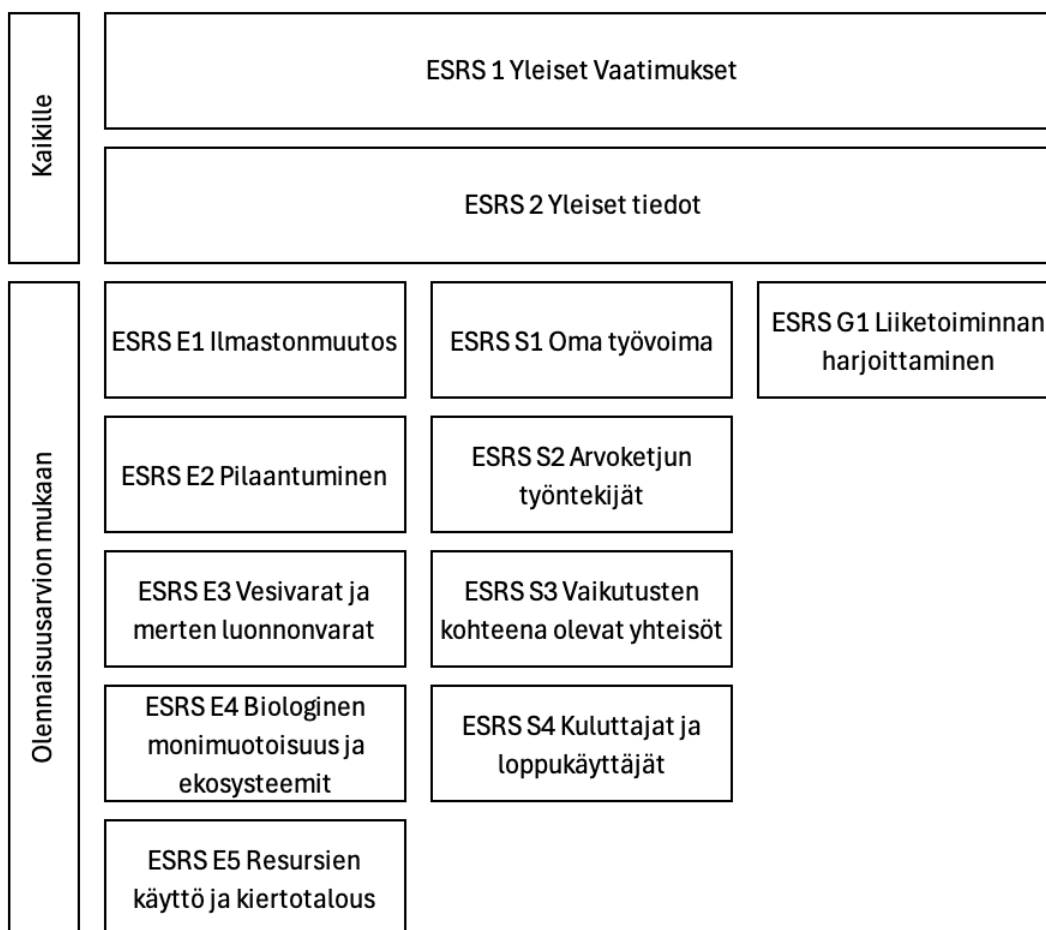 Kaikille
ESRS 1 Yleiset Vaatimukset
ESRS 2 Yleiset tiedot
Olennaisuusarvion mukaan
ESRS E1 Ilmastonmuutos
ESRS S1 Oma työvoima
ESRS G1 Liiketoiminnan
harjoittaminen
ESRS E2 Pilaantuminen
ESRS S2 Arvoketjun
työntekijät
ESRS E3 Vesivarat ja
merten luonnonvarat
ESRS S3 Vaikutusten
kohteena olevat yhteisöt
ESRS E4 Biologinen
monimuotoisuus ja
ekosysteemit
ESRS S4 Kuluttajat ja
loppukäyttäjät
ESRS E5 Resursien
käyttö ja kiertotalous